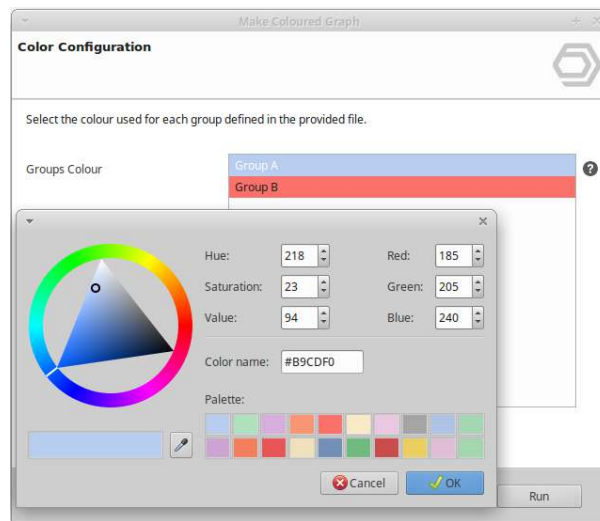 Make Coloured Graph
Color Configuration
Select the colour used for each group defined in the provided file.
Groups Colour
Group A
Group B
Hue: 218 Red: 185
Saturation: 23 Green: 205
Value: 94 Blue: 240
Color name: #B9CDF0
Palette:
Cancel OK
Run